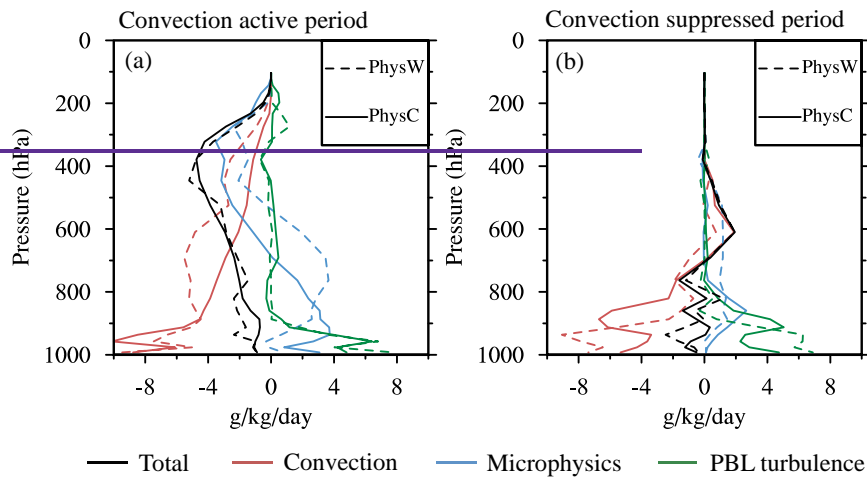 Convection active period
Convection suppressed period
0
200
400
600
800
1000
Pressure (hPa)
(a)
PhysW
PhysC
-8
-4
0
4
8
g/kg/day
0
200
400
600
800
1000
Pressure (hPa)
(b)
PhysW
PhysC
-8
-4
0
4
8
g/kg/day
Total
Convection
Microphysics
PBL turbulence